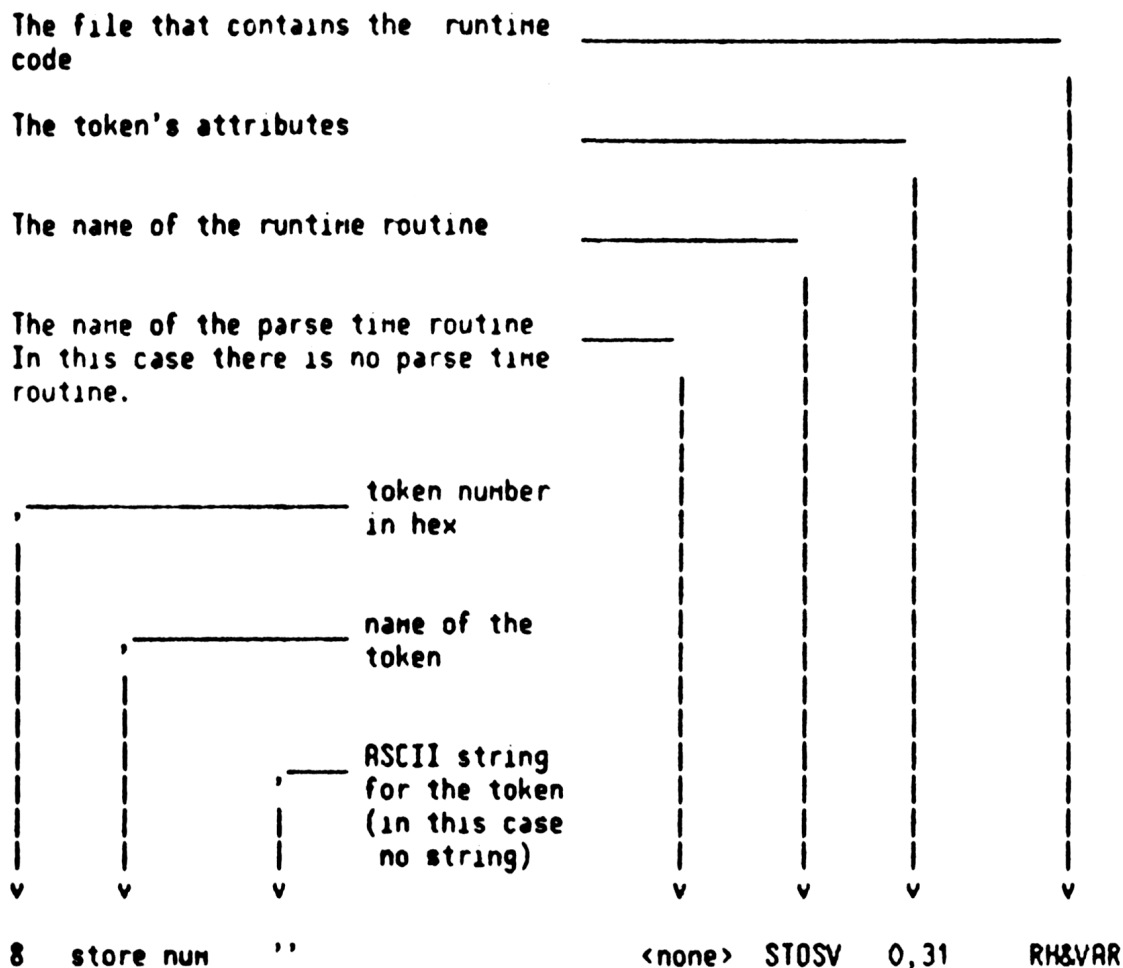 The file that contains the runtime
code
The token's attributes
The name of the runtime routine
The name of the parse time routine
In this case there is no parse time
routine.
token number
in hex
name of the
token
ASCII string
for the token
(in this case
no string)
8 store num '' <none> STOSV 0,31 RM&VAR